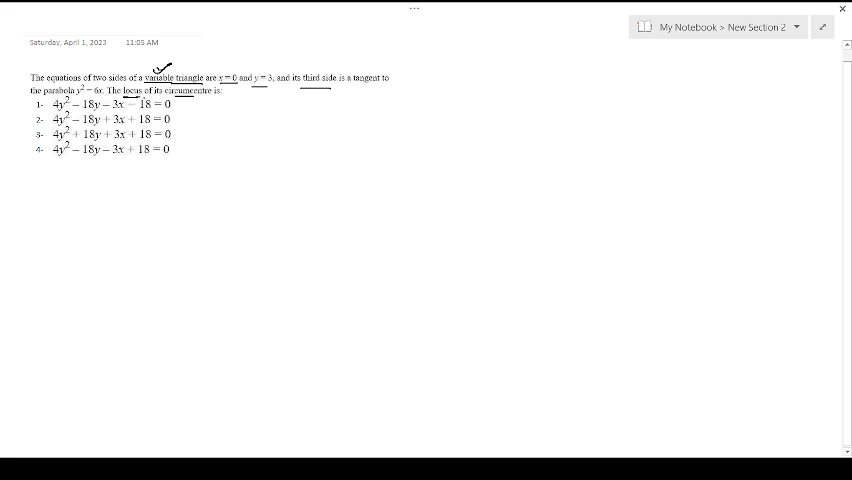 My Notebook > New Section 2
Saturday, April 1, 2023 11:05 AM
The equations of two sides of a variable triangle are x = 0 and y = 3, and its third side is a tangent to
the parabola y² = 6x. The locus of its circumcentre is:
1- 4y² − 18y − 3x − 18 = 0
2- 4y² − 18y + 3x + 18 = 0
3- 4y² + 18y + 3x + 18 = 0
4- 4y² − 18y − 3x + 18 = 0